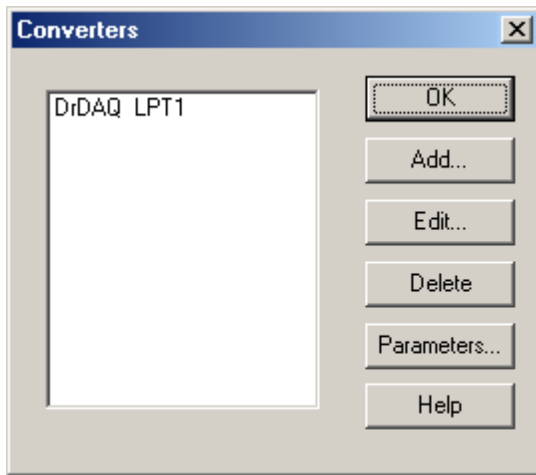 Converters
DrDAQ LPT1
OK
Add...
Edit...
Delete
Parameters...
Help